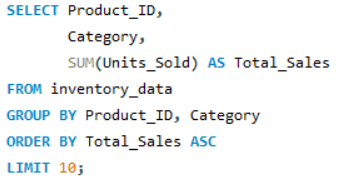 SELECT Product_ID,
Category,
SUM(Units_Sold) AS Total_Sales
FROM inventory_data
GROUP BY Product_ID, Category
ORDER BY Total_Sales ASC
LIMIT 10;